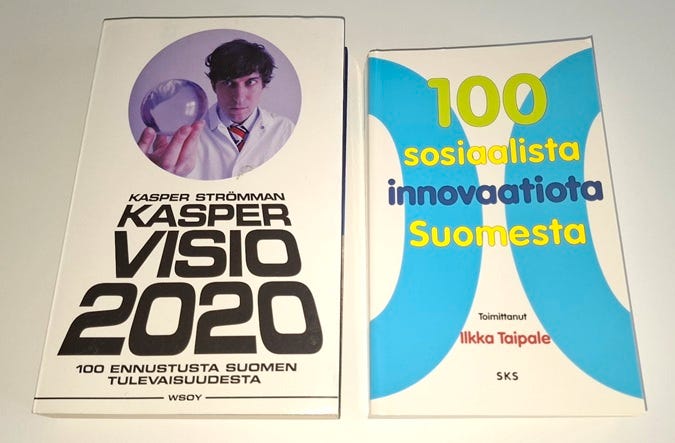 KASPER STRÖMMAN
KASPER
VISIO
2020
100 ENNUSTUSTA SUOMEN
TULEVAISUUDESTA
WSOY
100
sosiaalista
innovaatiota
Suomesta
Toimittanut
Ilkka Taipale
SKS